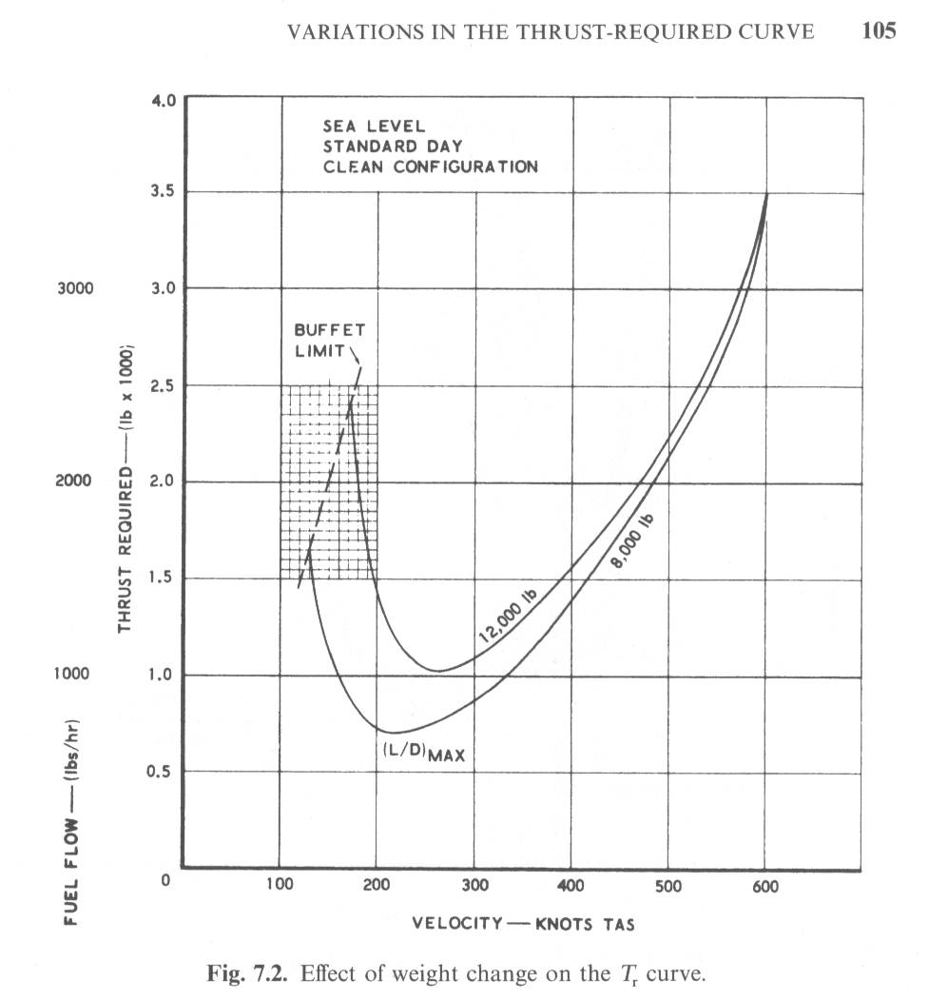 VARIATIONS IN THE THRUST-REQUIRED CURVE 105
4.0
SEA LEVEL
STANDARD DAY
CLEAN CONFIGURATION
3.5
3000 3.0
BUFFET
LIMIT
2.5
2000 2.0
1.5
12,000 lb
8,000 lb
1000 1.0
(L/D)MAX
0.5
0
THRUST REQUIRED — (lb x 1000)
FUEL FLOW — (lbs/hr)
100 200 300 400 500 600
VELOCITY — KNOTS TAS
Fig. 7.2. Effect of weight change on the Tr curve.